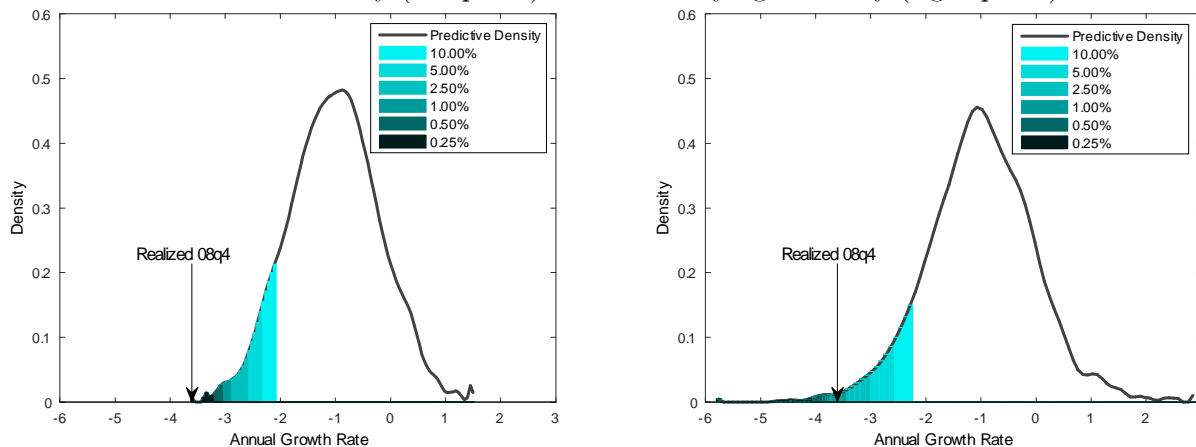 0.6
0.5
0.4
0.3
0.2
0.1
0
Density
Predictive Density
10.00%
5.00%
2.50%
1.00%
0.50%
0.25%
Realized 08q4
-6 -5 -4 -3 -2 -1 0 1 2 3
Annual Growth Rate
0.6
0.5
0.4
0.3
0.2
0.1
0
Density
Predictive Density
10.00%
5.00%
2.50%
1.00%
0.50%
0.25%
Realized 08q4
-6 -5 -4 -3 -2 -1 0 1 2 3
Annual Growth Rate